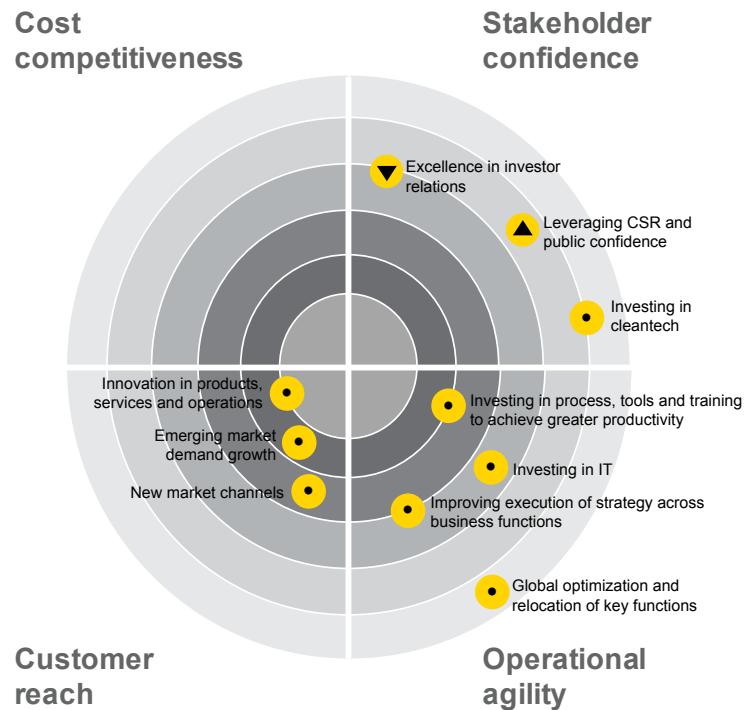 Cost
competitiveness
Stakeholder
confidence
Excellence in investor
relations
Leveraging CSR and
public confidence
Investing in
cleantech
Innovation in products,
services and operations
Emerging market
demand growth
New market channels
Investing in process, tools and training
to achieve greater productivity
Investing in IT
Improving execution of strategy across
business functions
Global optimization and
relocation of key functions
Customer
reach
Operational
agility